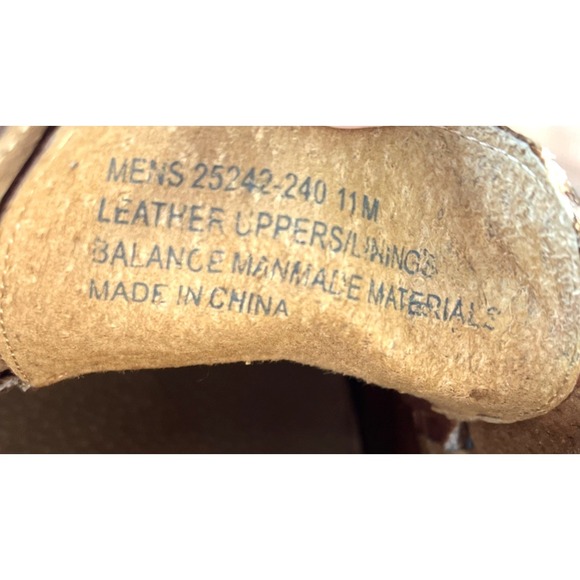 MENS 25242-240 11M
LEATHER UPPERS/LININGS
BALANCE MANMADE MATERIALS
MADE IN CHINA